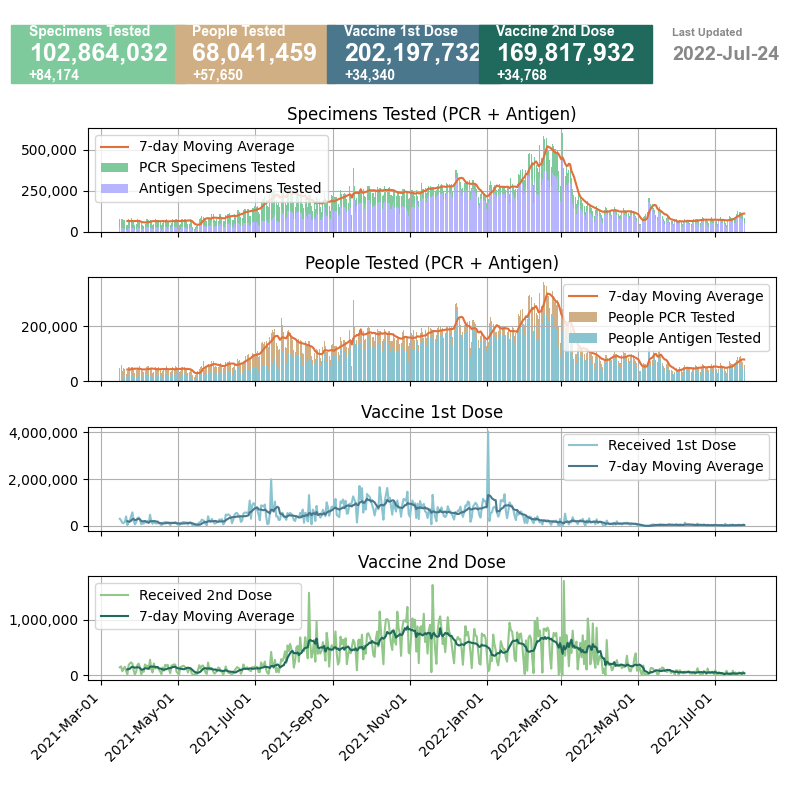 Specimens Tested
102,864,032
+84,174
People Tested
68,041,459
+57,650
Vaccine 1st Dose
202,197,732
+34,340
Vaccine 2nd Dose
169,817,932
+34,768
Last Updated
2022-Jul-24
Specimens Tested (PCR + Antigen)
500,000
250,000
0
7-day Moving Average
PCR Specimens Tested
Antigen Specimens Tested
People Tested (PCR + Antigen)
200,000
0
7-day Moving Average
People PCR Tested
People Antigen Tested
Vaccine 1st Dose
4,000,000
2,000,000
0
Received 1st Dose
7-day Moving Average
Vaccine 2nd Dose
1,000,000
0
Received 2nd Dose
7-day Moving Average
2021-Mar-01
2021-May-01
2021-Jul-01
2021-Sep-01
2021-Nov-01
2022-Jan-01
2022-Mar-01
2022-May-01
2022-Jul-01